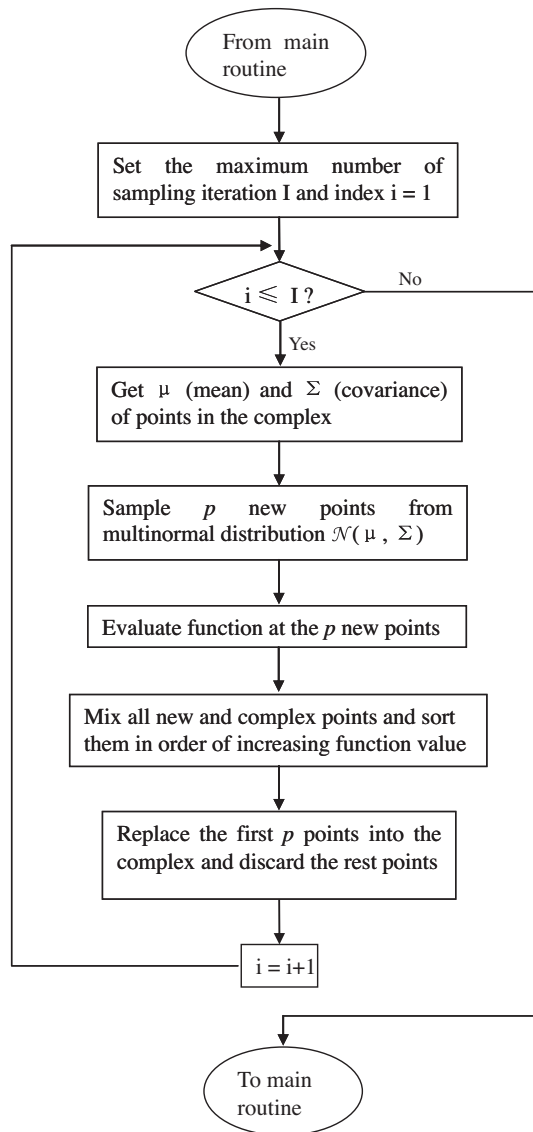 From main
routine
Set the maximum number of
sampling iteration I and index i = 1
i ≤ I ?
No
Yes
Get μ (mean) and Σ (covariance)
of points in the complex
Sample p new points from
multinormal distribution 𝒩(μ, Σ)
Evaluate function at the p new points
Mix all new and complex points and sort
them in order of increasing function value
Replace the first p points into the
complex and discard the rest points
i = i+1
To main
routine